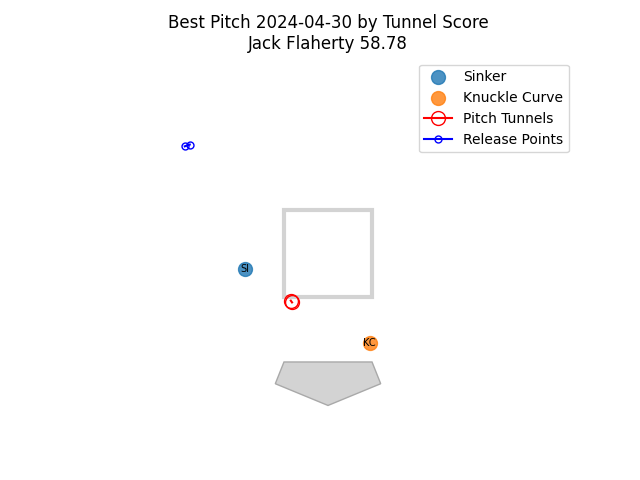 Best Pitch 2024-04-30 by Tunnel Score
Jack Flaherty 58.78
Sinker
Knuckle Curve
Pitch Tunnels
Release Points
SI
KC